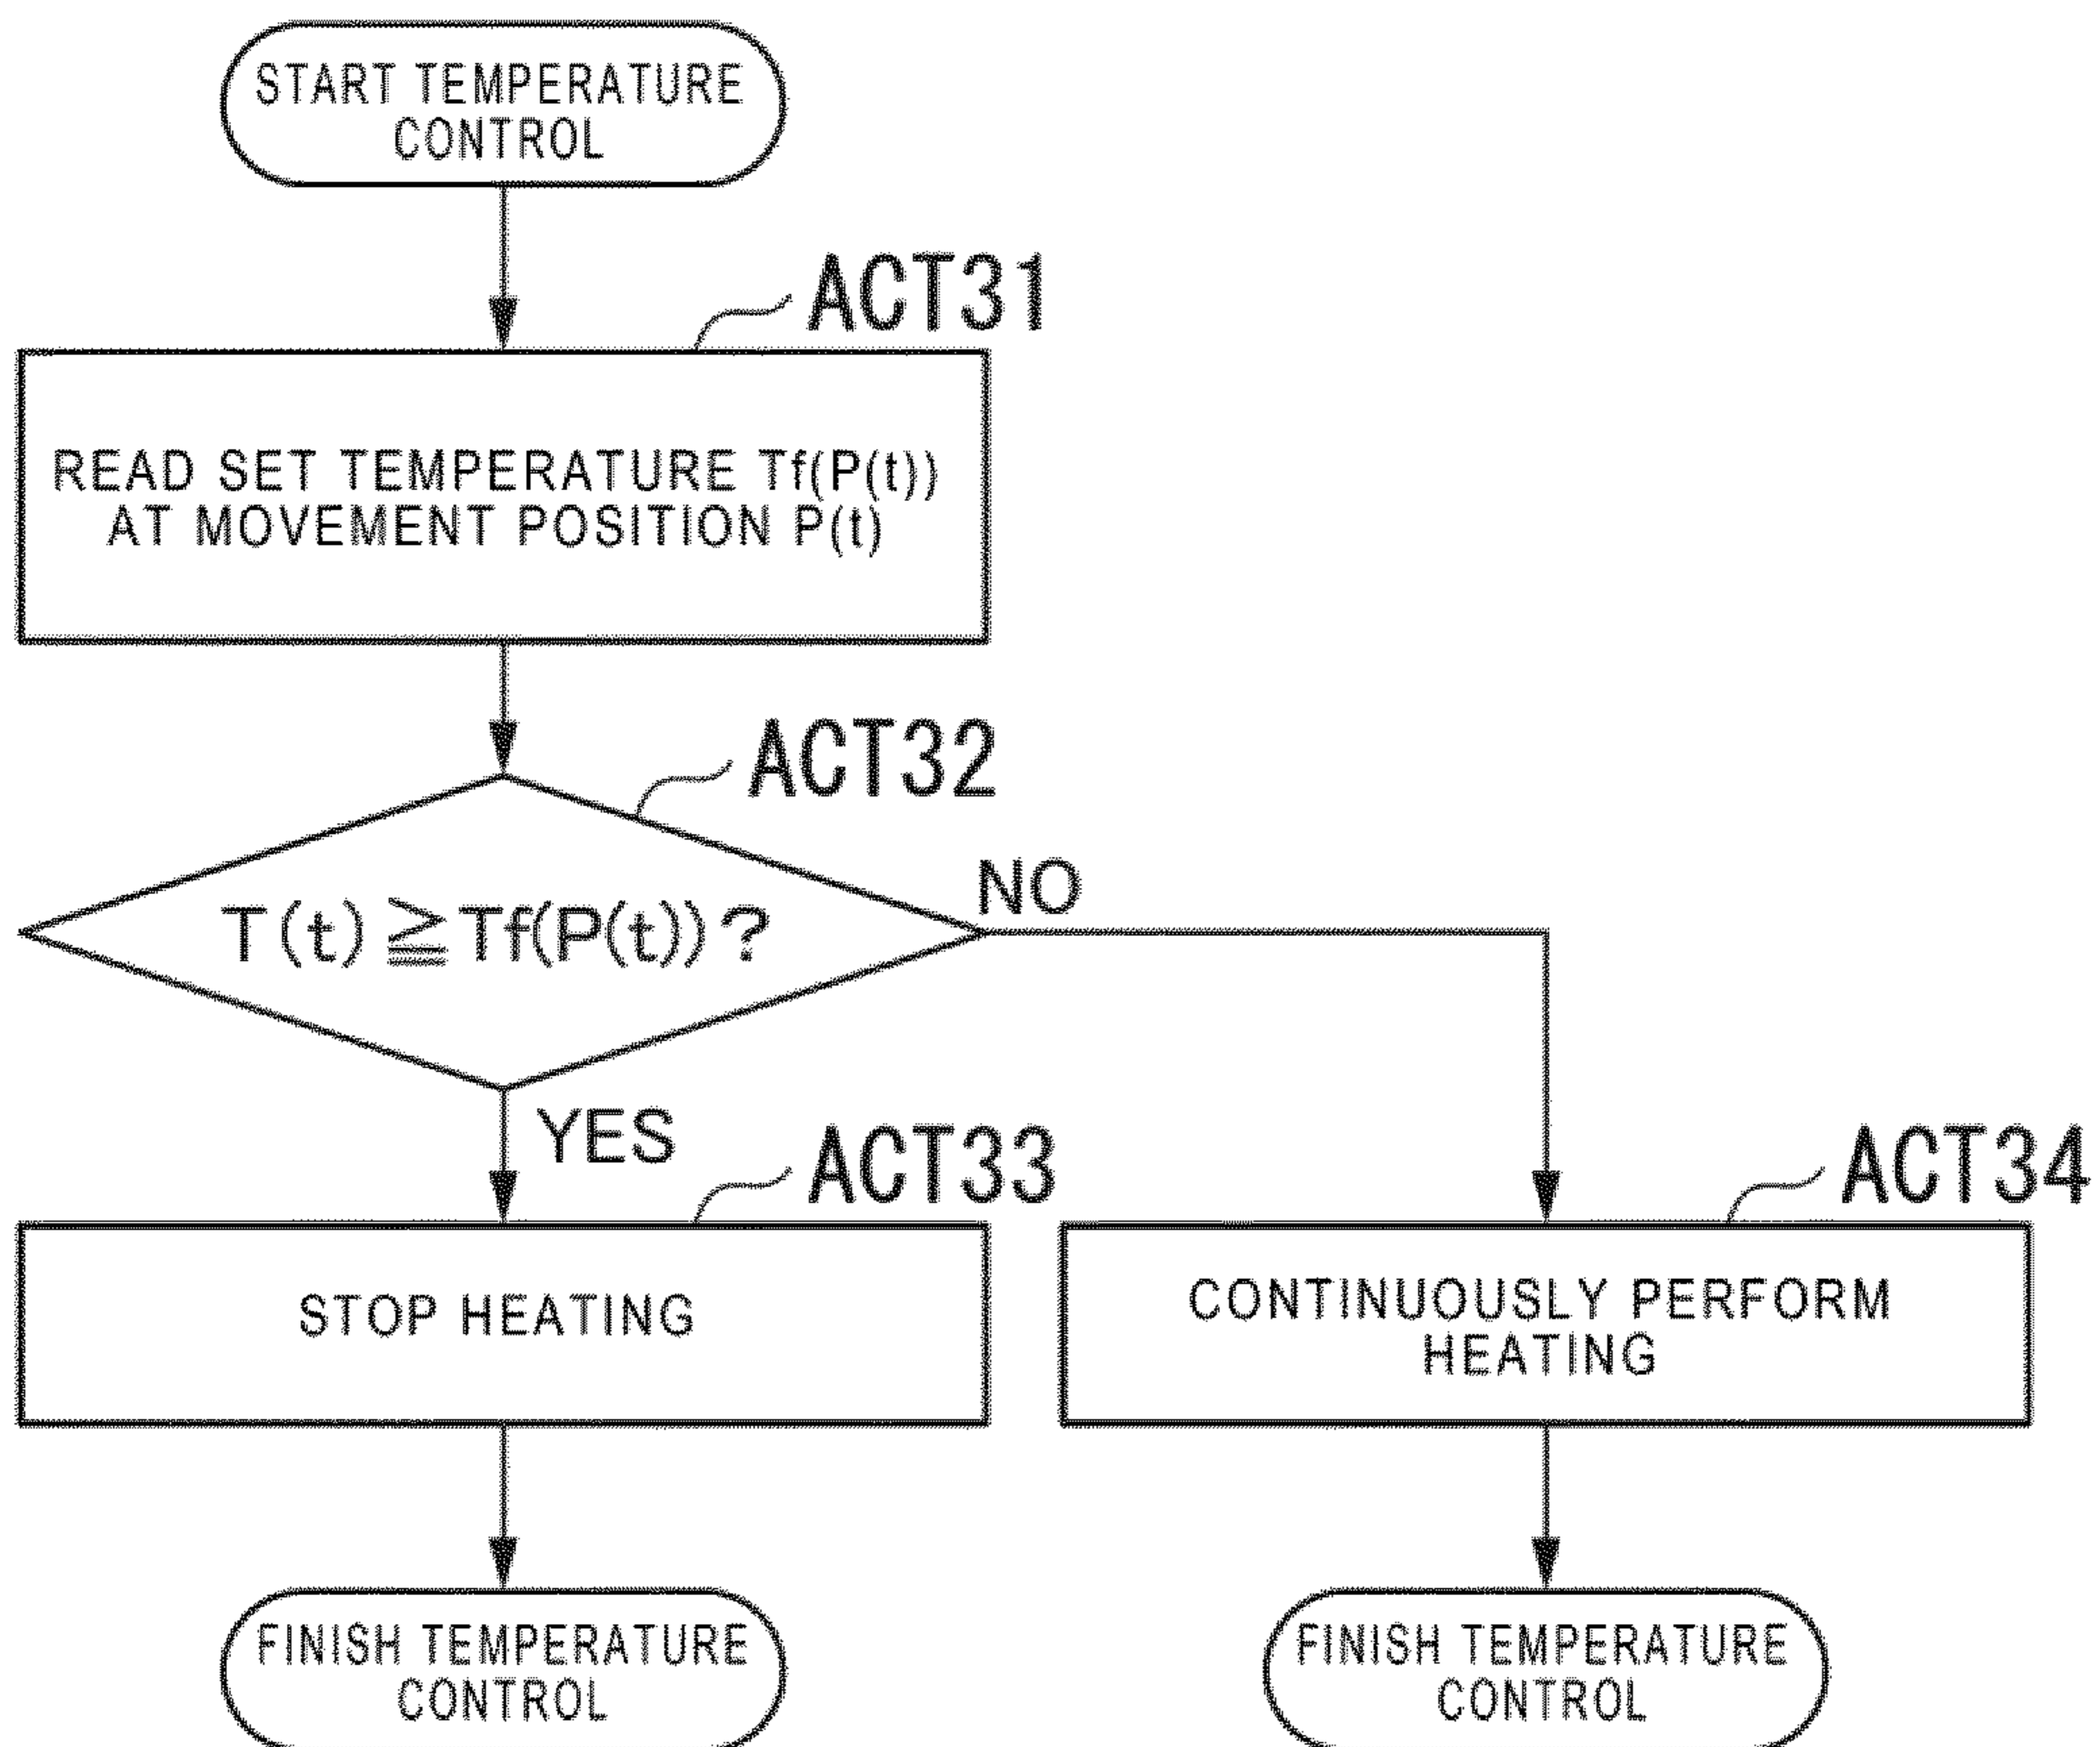 START TEMPERATURE
CONTROL
ACT31
READ SET TEMPERATURE Tf(P(t))
AT MOVEMENT POSITION P(t)
ACT32
T(t)≧Tf(P(t))?
NO
YES
ACT33
ACT34
STOP HEATING
CONTINUOUSLY PERFORM
HEATING
FINISH TEMPERATURE
CONTROL
FINISH TEMPERATURE
CONTROL